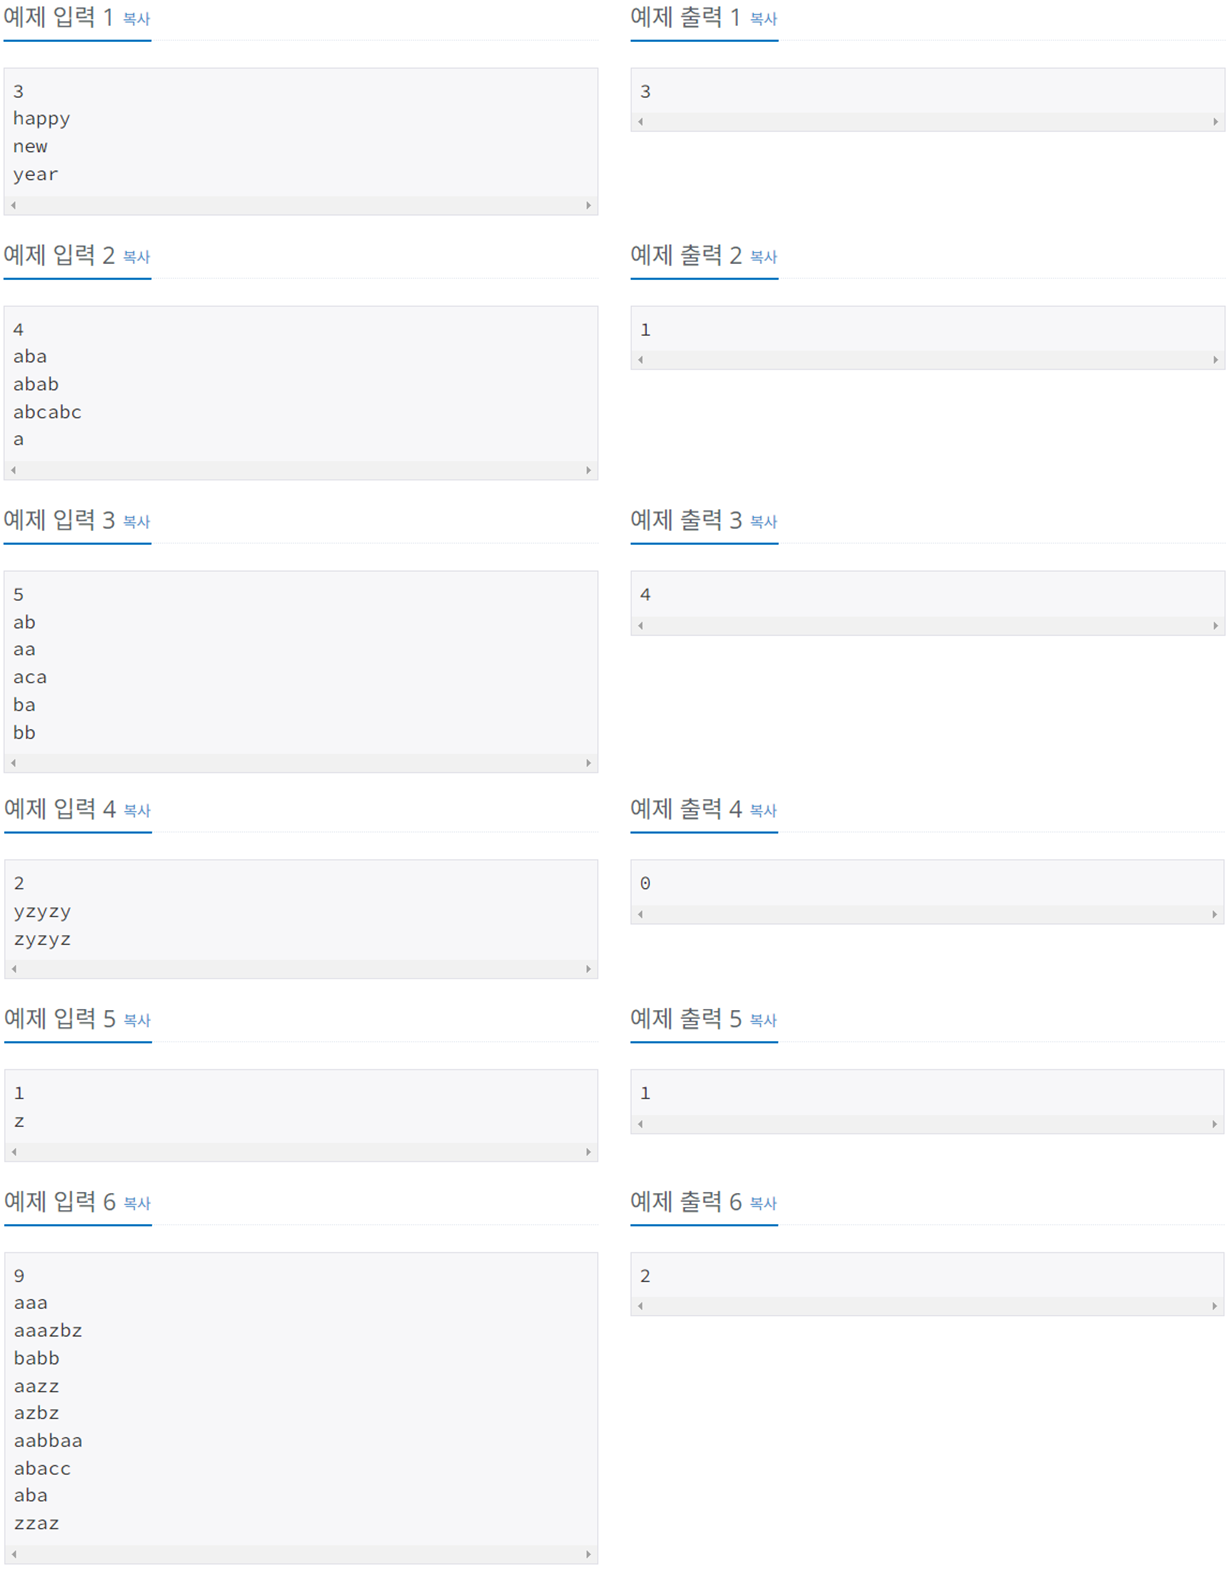 예제 입력 1 복사
3
happy
new
year
예제 출력 1 복사
3
예제 입력 2 복사
4
aba
abab
abcabc
a
예제 출력 2 복사
1
예제 입력 3 복사
5
ab
aa
aca
ba
bb
예제 출력 3 복사
4
예제 입력 4 복사
2
yzyzy
zyzyz
예제 출력 4 복사
0
예제 입력 5 복사
1
z
예제 출력 5 복사
1
예제 입력 6 복사
9
aaa
aaazbz
babb
aazz
azbz
aabbaa
abacc
aba
zzaz
예제 출력 6 복사
2